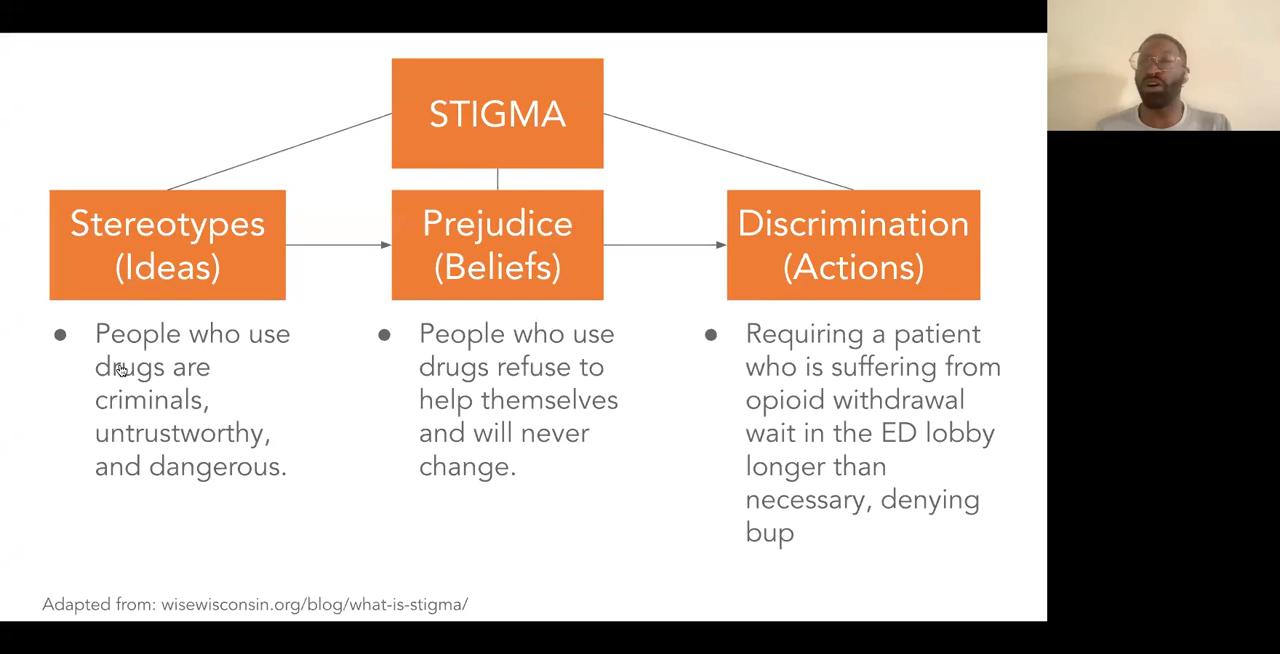 STIGMA
Stereotypes
(Ideas)
Prejudice
(Beliefs)
Discrimination
(Actions)
● People who use
drugs are
criminals,
untrustworthy,
and dangerous.
● People who use
drugs refuse to
help themselves
and will never
change.
● Requiring a patient
who is suffering from
opioid withdrawal
wait in the ED lobby
longer than
necessary, denying
bup
Adapted from: wisewisconsin.org/blog/what-is-stigma/